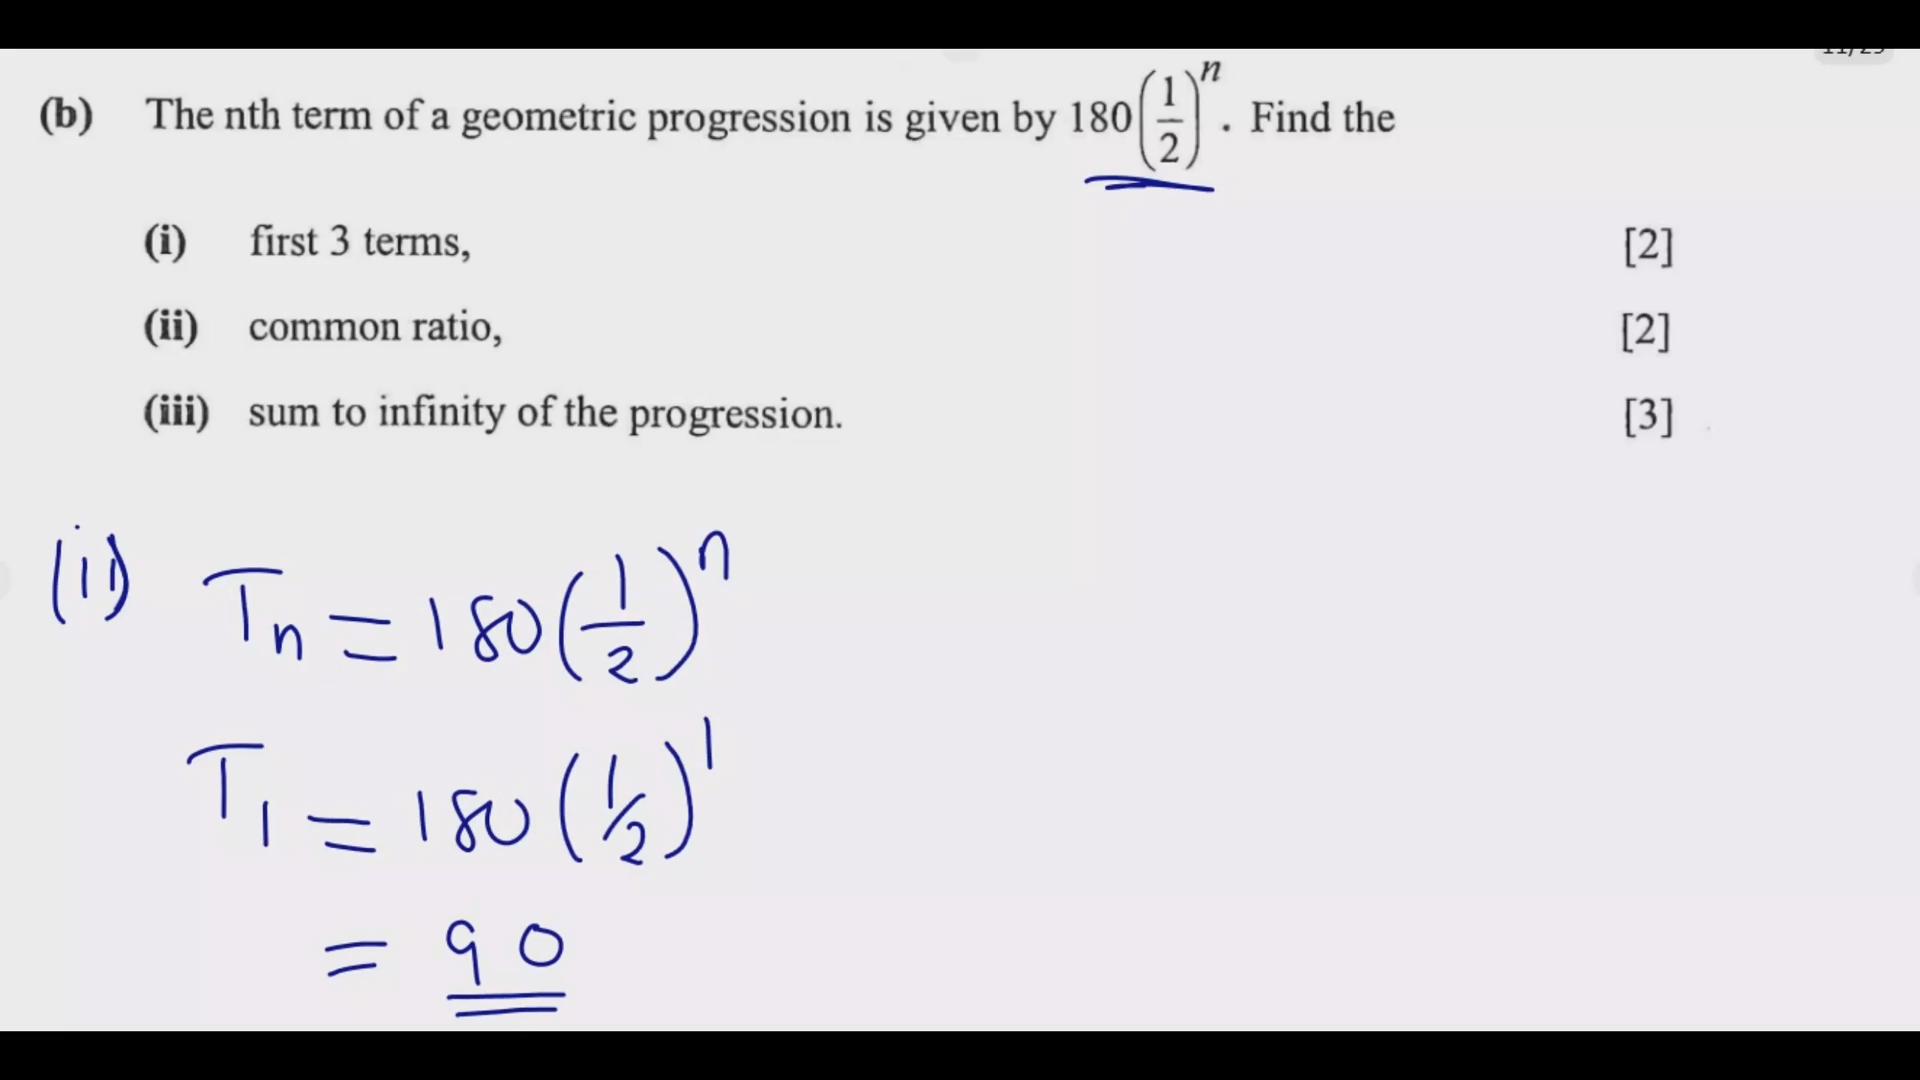 (b) The nth term of a geometric progression is given by 180(1/2)^n. Find the
(i) first 3 terms, [2]
(ii) common ratio, [2]
(iii) sum to infinity of the progression. [3]
(i) Tn = 180(1/2)^n
T1 = 180(1/2)^1
= 90